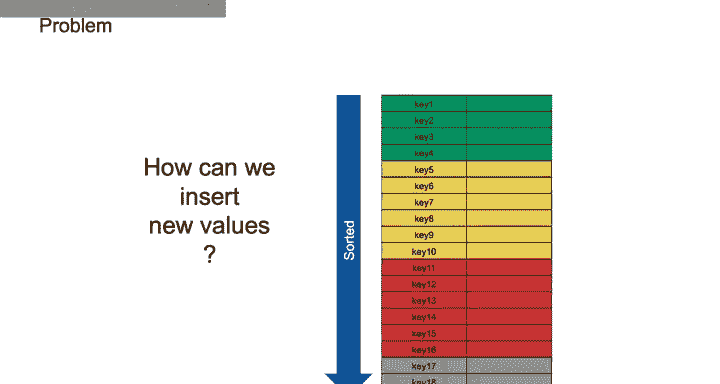 Problem
How can we
insert
new values
?
Sorted
key1
key2
key3
key4
key5
key6
key7
key8
key9
key10
key11
key12
key13
key14
key15
key16
key17
key18